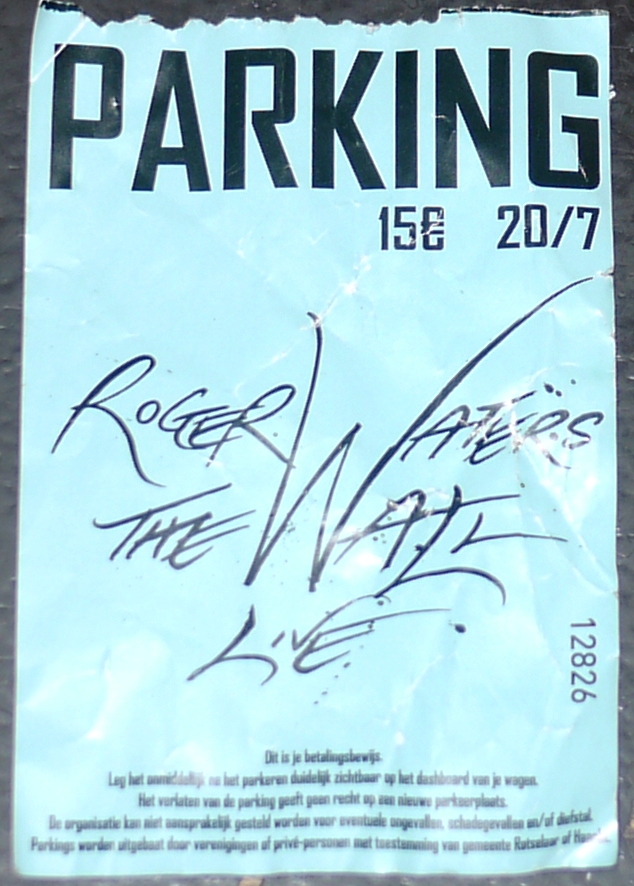 PARKING
15€ 20/7
ROGER WATERS
THE WALL
LIVE
12826
Dit is je betalingsbewijs.
Leg het onmiddellijk na het parkeren duidelijk zichtbaar op het dashboard van je wagen.
Het verlaten van de parking geeft geen recht op een nieuwe parkeerplaats.
De organisatie kan niet aansprakelijk gesteld worden voor eventuele ongevallen, schadegevallen en/of diefstal.
Parkings worden uitgebaat door verenigingen of privé-personen met toestemming van gemeente Rotselaar of